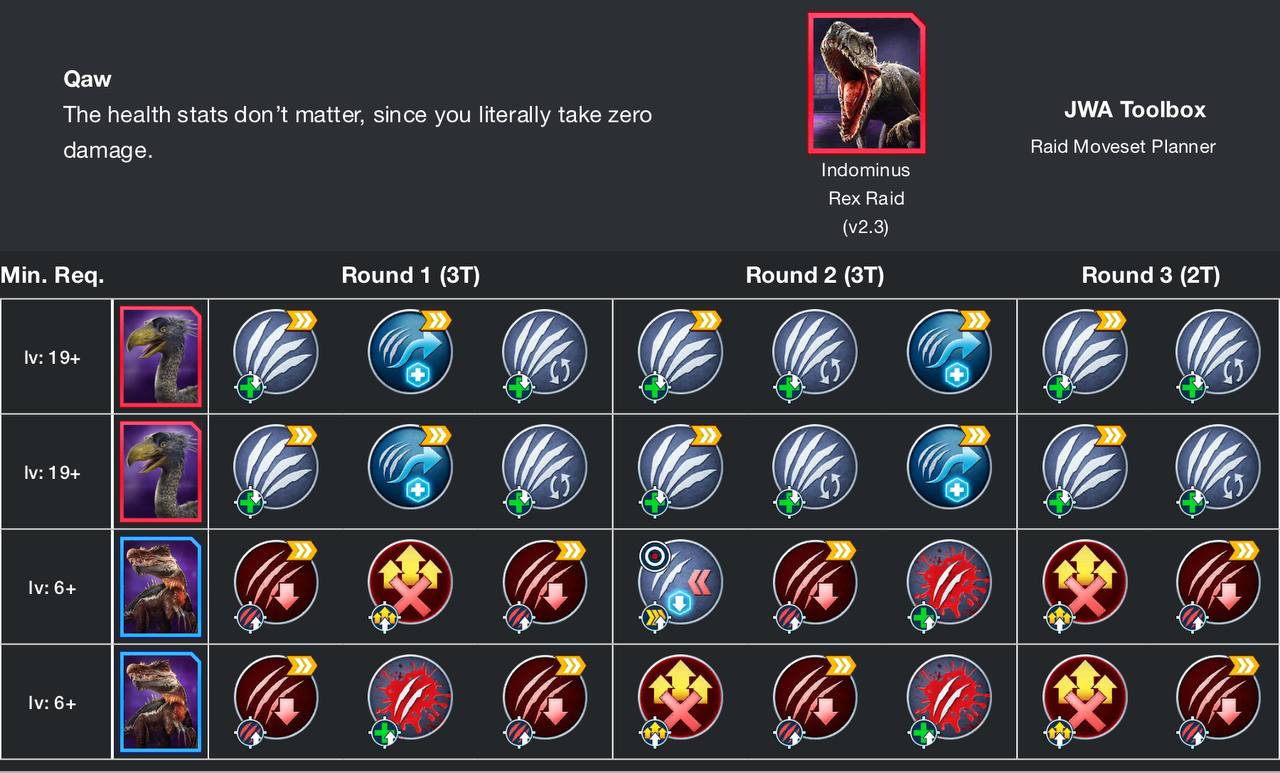 Qaw
The health stats don’t matter, since you literally take zero
damage.
Indominus
Rex Raid
(v2.3)
JWA Toolbox
Raid Moveset Planner
Min. Req.
Round 1 (3T)
Round 2 (3T)
Round 3 (2T)
lv: 19+
lv: 19+
lv: 6+
lv: 6+